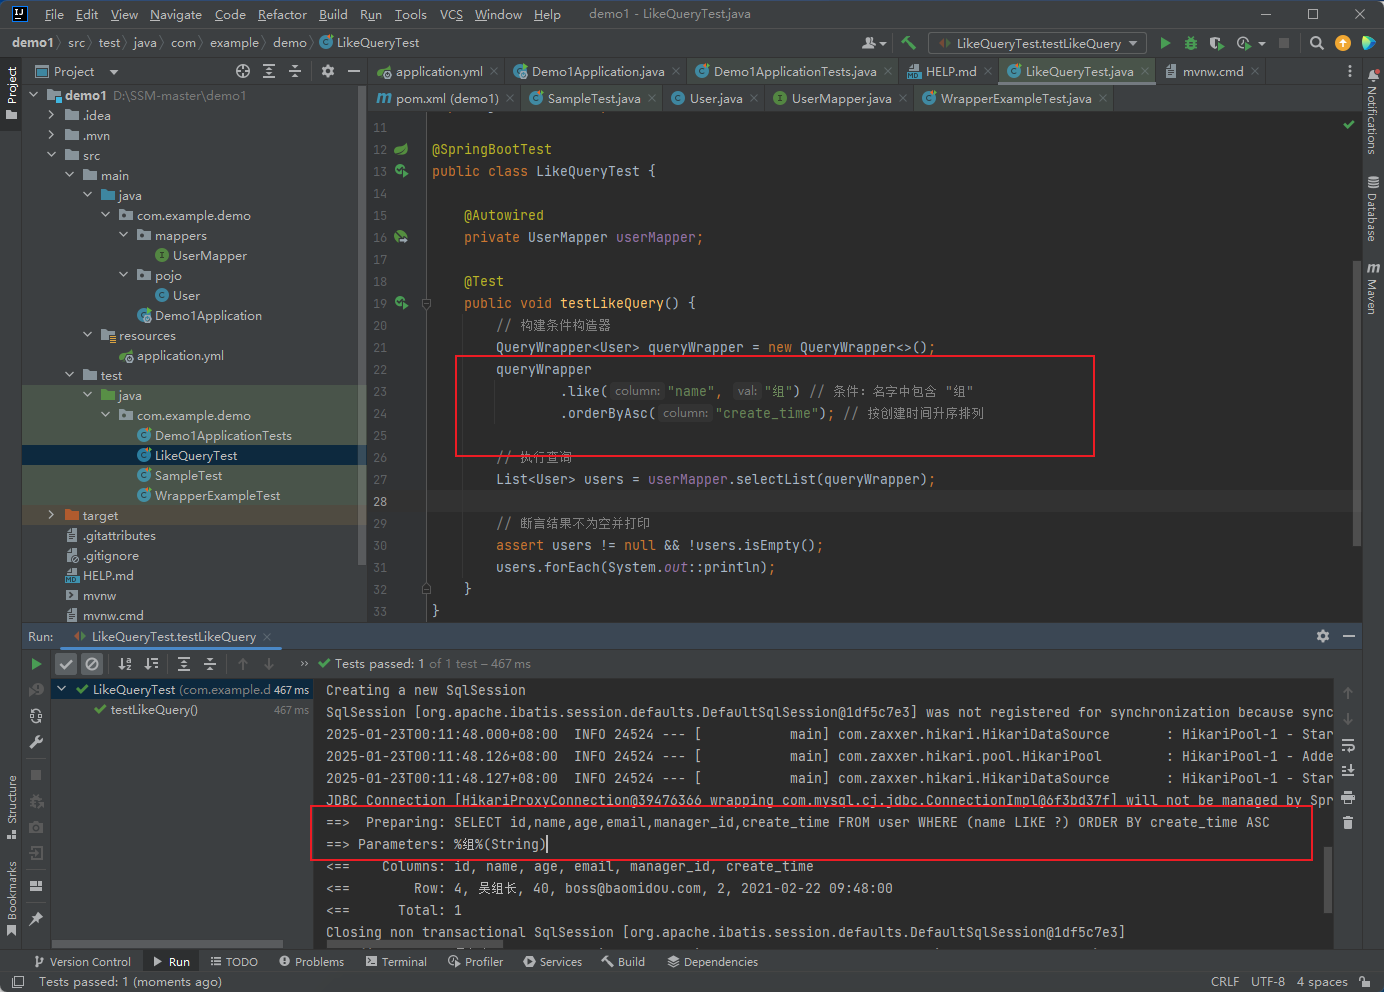 File Edit View Navigate Code Refactor Build Run Tools VCS Window Help demo1 - LikeQueryTest.java
demo1 src test java com example demo LikeQueryTest LikeQueryTest.testLikeQuery
Project
application.yml Demo1Application.java Demo1ApplicationTests.java HELP.md LikeQueryTest.java mvnw.cmd
pom.xml (demo1) SampleTest.java User.java UserMapper.java WrapperExampleTest.java
Project
Structure
Bookmarks
Notifications
Database
Maven
demo1 D:\SSM-master\demo1
.idea
.mvn
src
main
java
com.example.demo
mappers
UserMapper
pojo
User
Demo1Application
resources
application.yml
test
java
com.example.demo
Demo1ApplicationTests
LikeQueryTest
SampleTest
WrapperExampleTest
target
.gitattributes
.gitignore
HELP.md
mvnw
mvnw.cmd
11
12 @SpringBootTest
13 public class LikeQueryTest {
14
15 @Autowired
16 private UserMapper userMapper;
17
18 @Test
19 public void testLikeQuery() {
20 // 构建条件构造器
21 QueryWrapper<User> queryWrapper = new QueryWrapper<>();
22 queryWrapper
23 .like( column: "name", val: "组") // 条件: 名字中包含 "组"
24 .orderByAsc( column: "create_time"); // 按创建时间升序排列
25
26 // 执行查询
27 List<User> users = userMapper.selectList(queryWrapper);
28
29 // 断言结果不为空并打印
30 assert users != null && !users.isEmpty();
31 users.forEach(System.out::println);
32 }
33 }
Run: LikeQueryTest.testLikeQuery
Tests passed: 1 of 1 test – 467 ms
LikeQueryTest (com.example.d 467 ms
testLikeQuery() 467 ms
Creating a new SqlSession
SqlSession [org.apache.ibatis.session.defaults.DefaultSqlSession@1df5c7e3] was not registered for synchronization because sync
2025-01-23T00:11:48.000+08:00 INFO 24524 --- [ main] com.zaxxer.hikari.HikariDataSource : HikariPool-1 - Star
2025-01-23T00:11:48.126+08:00 INFO 24524 --- [ main] com.zaxxer.hikari.pool.HikariPool : HikariPool-1 - Adde
2025-01-23T00:11:48.127+08:00 INFO 24524 --- [ main] com.zaxxer.hikari.HikariDataSource : HikariPool-1 - Star
JDBC Connection [HikariProxyConnection@39476366 wrapping com.mysql.cj.jdbc.ConnectionImpl@6f3bd37f] will not be managed by Spr
==> Preparing: SELECT id,name,age,email,manager_id,create_time FROM user WHERE (name LIKE ?) ORDER BY create_time ASC
==> Parameters: %组%(String)
<== Columns: id, name, age, email, manager_id, create_time
<== Row: 4, 吴组长, 40, boss@baomidou.com, 2, 2021-02-22 09:48:00
<== Total: 1
Closing non transactional SqlSession [org.apache.ibatis.session.defaults.DefaultSqlSession@1df5c7e3]
Version Control Run TODO Problems Terminal Profiler Services Build Dependencies
Tests passed: 1 (moments ago) CRLF UTF-8 4 spaces